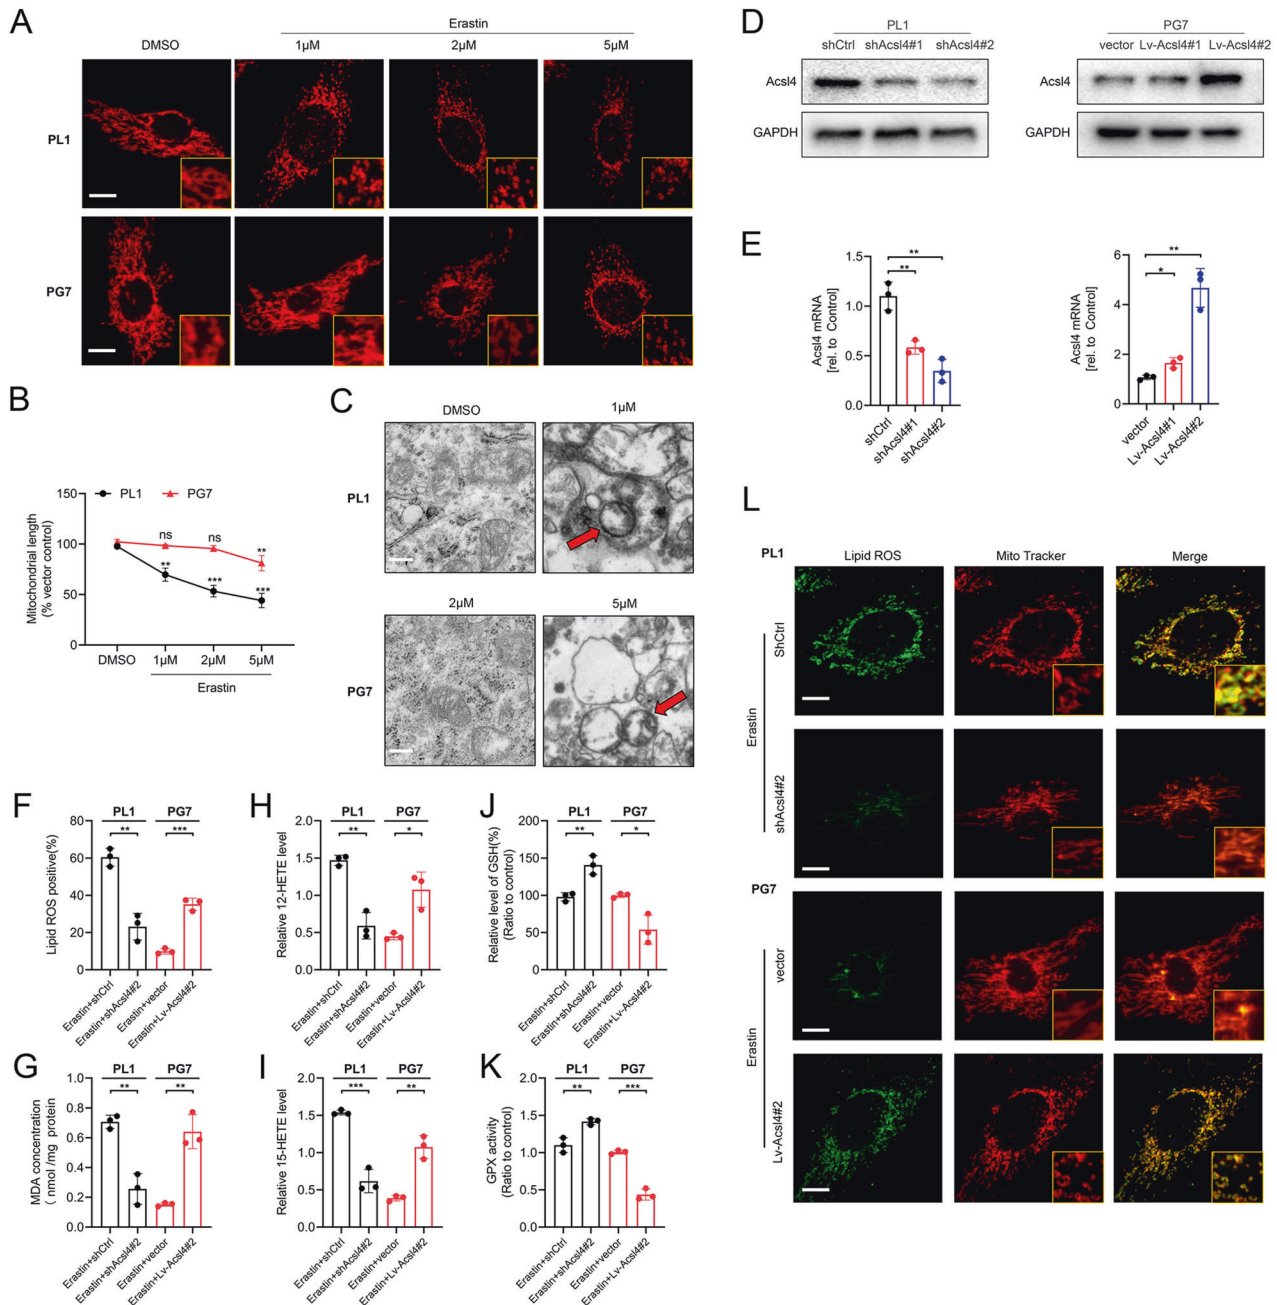 A
Erastin
DMSO
1μM
2μM
5μM
PL1
PG7
B
PL1
PG7
Mitochondrial length
(% vector control)
150
100
50
0
ns
ns
**
**
***
***
DMSO
1μM
2μM
5μM
Erastin
C
DMSO
1μM
PL1
2μM
5μM
PG7
D
PL1
shCtrl
shAcsl4#1
shAcsl4#2
Acsl4
GAPDH
PG7
vector
Lv-Acsl4#1
Lv-Acsl4#2
Acsl4
GAPDH
E
Acsl4 mRNA
[rel. to Control]
1.5
1.0
0.5
0.0
**
**
shCtrl
shAcsl4#1
shAcsl4#2
Acsl4 mRNA
[rel. to Control]
6
4
2
0
**
*
vector
Lv-Acsl4#1
Lv-Acsl4#2
F
PL1
PG7
**
***
Lipid ROS positive(%)
80
60
40
20
0
Erastin+shCtrl
Erastin+shAcsl4#2
Erastin+vector
Erastin+Lv-Acsl4#2
H
PL1
PG7
**
*
Relative 12-HETE level
2.0
1.5
1.0
0.5
0.0
Erastin+shCtrl
Erastin+shAcsl4#2
Erastin+vector
Erastin+Lv-Acsl4#2
J
PL1
PG7
**
*
Relative level of GSH(%)
(Ratio to control)
200
150
100
50
0
Erastin+shCtrl
Erastin+shAcsl4#2
Erastin+vector
Erastin+Lv-Acsl4#2
G
PL1
PG7
**
**
MDA concentration
( nmol /mg protein)
1.0
0.8
0.6
0.4
0.2
0.0
Erastin+shCtrl
Erastin+shAcsl4#2
Erastin+vector
Erastin+Lv-Acsl4#2
I
PL1
PG7
***
**
Relative 15-HETE level
2.0
1.5
1.0
0.5
0.0
Erastin+shCtrl
Erastin+shAcsl4#2
Erastin+vector
Erastin+Lv-Acsl4#2
K
PL1
PG7
**
***
GPX activity
(Ratio to control)
2.0
1.5
1.0
0.5
0.0
Erastin+shCtrl
Erastin+shAcsl4#2
Erastin+vector
Erastin+Lv-Acsl4#2
L
PL1
Lipid ROS
Mito Tracker
Merge
ShCtrl
Erastin
shAcsl4#2
PG7
vector
Erastin
Lv-Acsl4#2